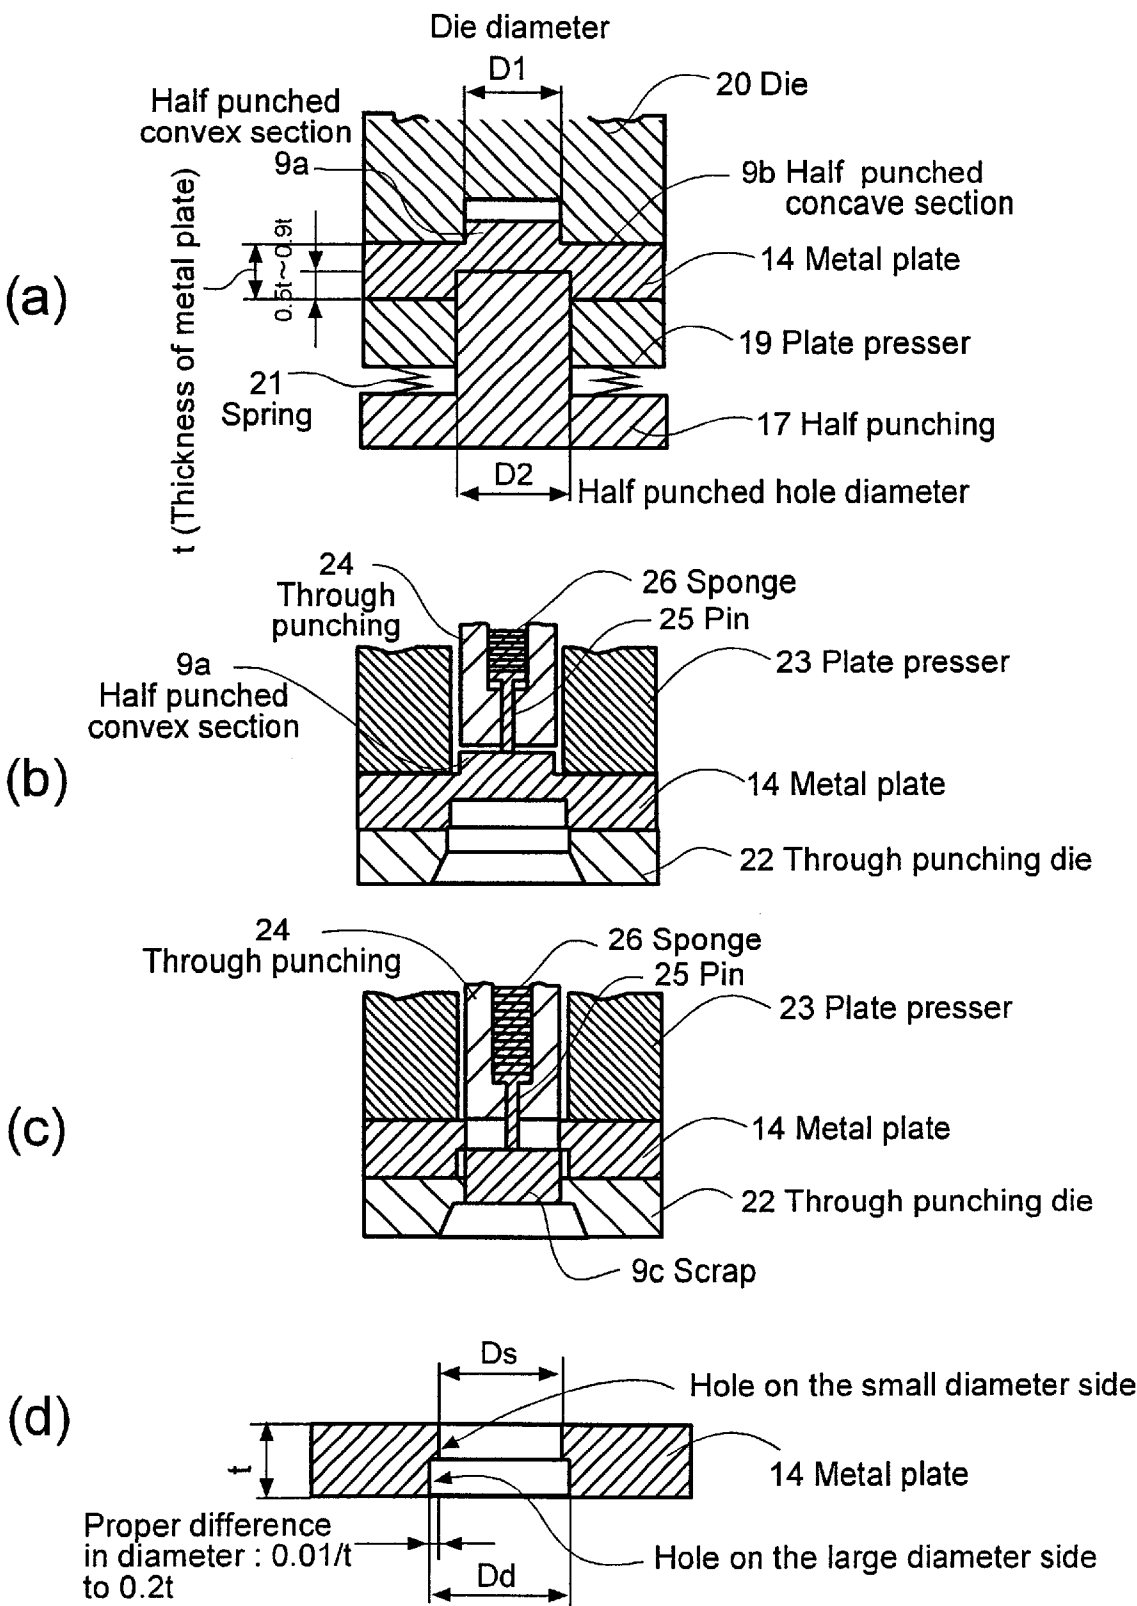 Die diameter
D1
20 Die
Half punched
convex section
9a
9b Half punched
concave section
t (Thickness of metal plate)
0.5t~0.9t
14 Metal plate
(a)
19 Plate presser
21
Spring
17 Half punching
D2
Half punched hole diameter
24
Through
punching
26 Sponge
25 Pin
9a
Half punched
convex section
23 Plate presser
(b)
14 Metal plate
22 Through punching die
24
Through punching
26 Sponge
25 Pin
23 Plate presser
(c)
14 Metal plate
22 Through punching die
9c Scrap
Ds
(d)
Hole on the small diameter side
t
14 Metal plate
Proper difference
in diameter : 0.01/t
to 0.2t
Hole on the large diameter side
Dd